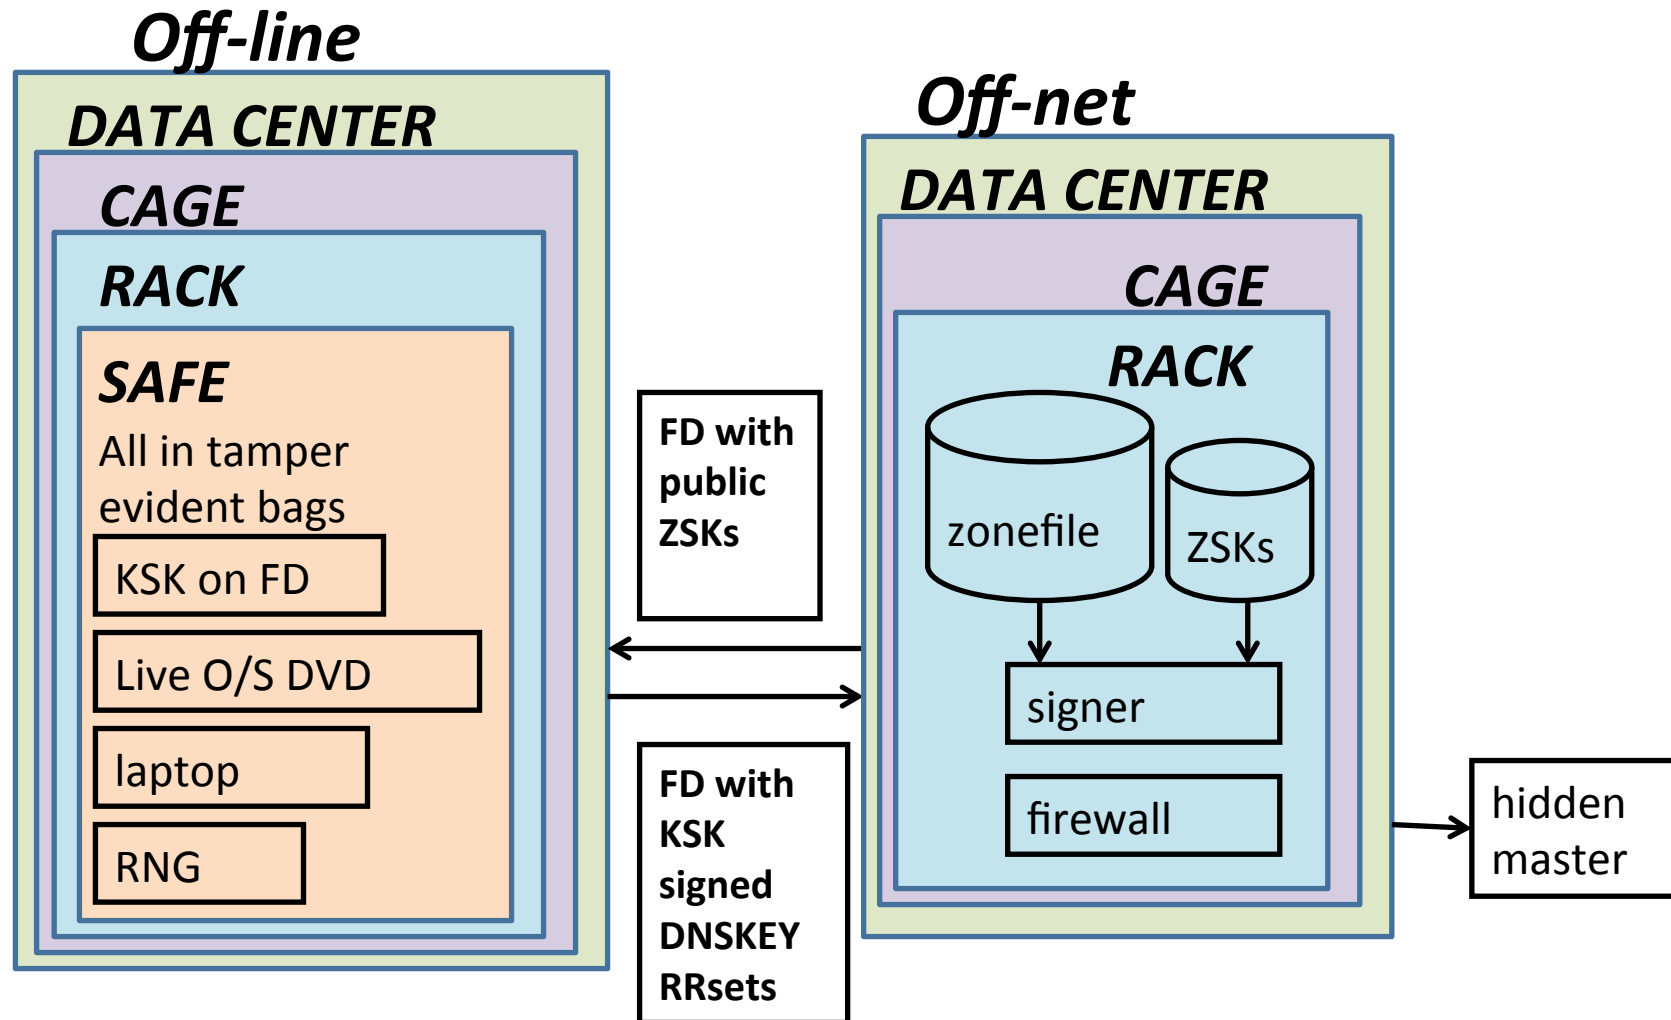 Off-line
DATA CENTER
CAGE
RACK
SAFE
All in tamper
evident bags
KSK on FD
Live O/S DVD
laptop
RNG
FD with
public
ZSKs
FD with
KSK
signed
DNSKEY
RRsets
Off-net
DATA CENTER
CAGE
RACK
zonefile
ZSKs
signer
firewall
hidden
master